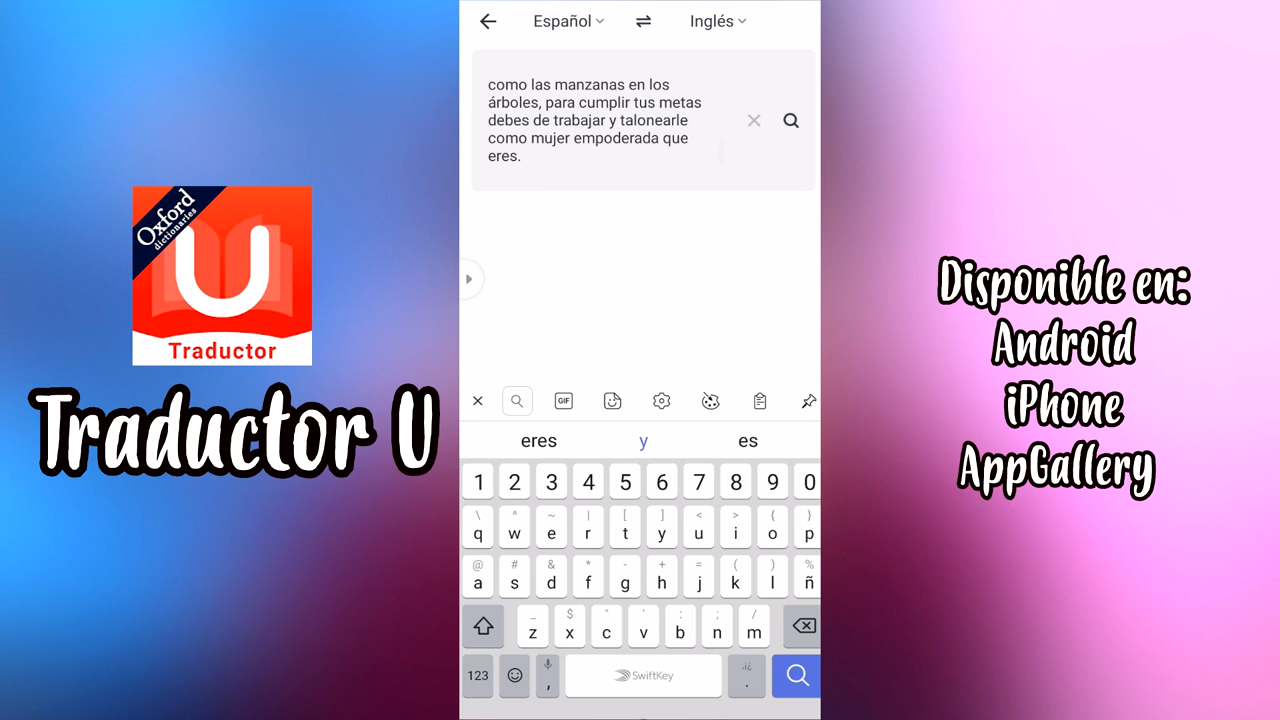 Oxford
dictionaries
U
Traductor
Traductor U
Español
Inglés
como las manzanas en los
árboles, para cumplir tus metas
debes de trabajar y talonearle
como mujer empoderada que
eres.
GIF
eres y es
1 2 3 4 5 6 7 8 9 0
\ ^ ~ | [ ] < > { }
q w e r t y u i o p
@ # & * - + = ( ) %
a s d f g h j k l ñ
_ $ " ' : ; /
z x c v b n m
123 , SwiftKey .
Disponible en:
Android
iPhone
AppGallery